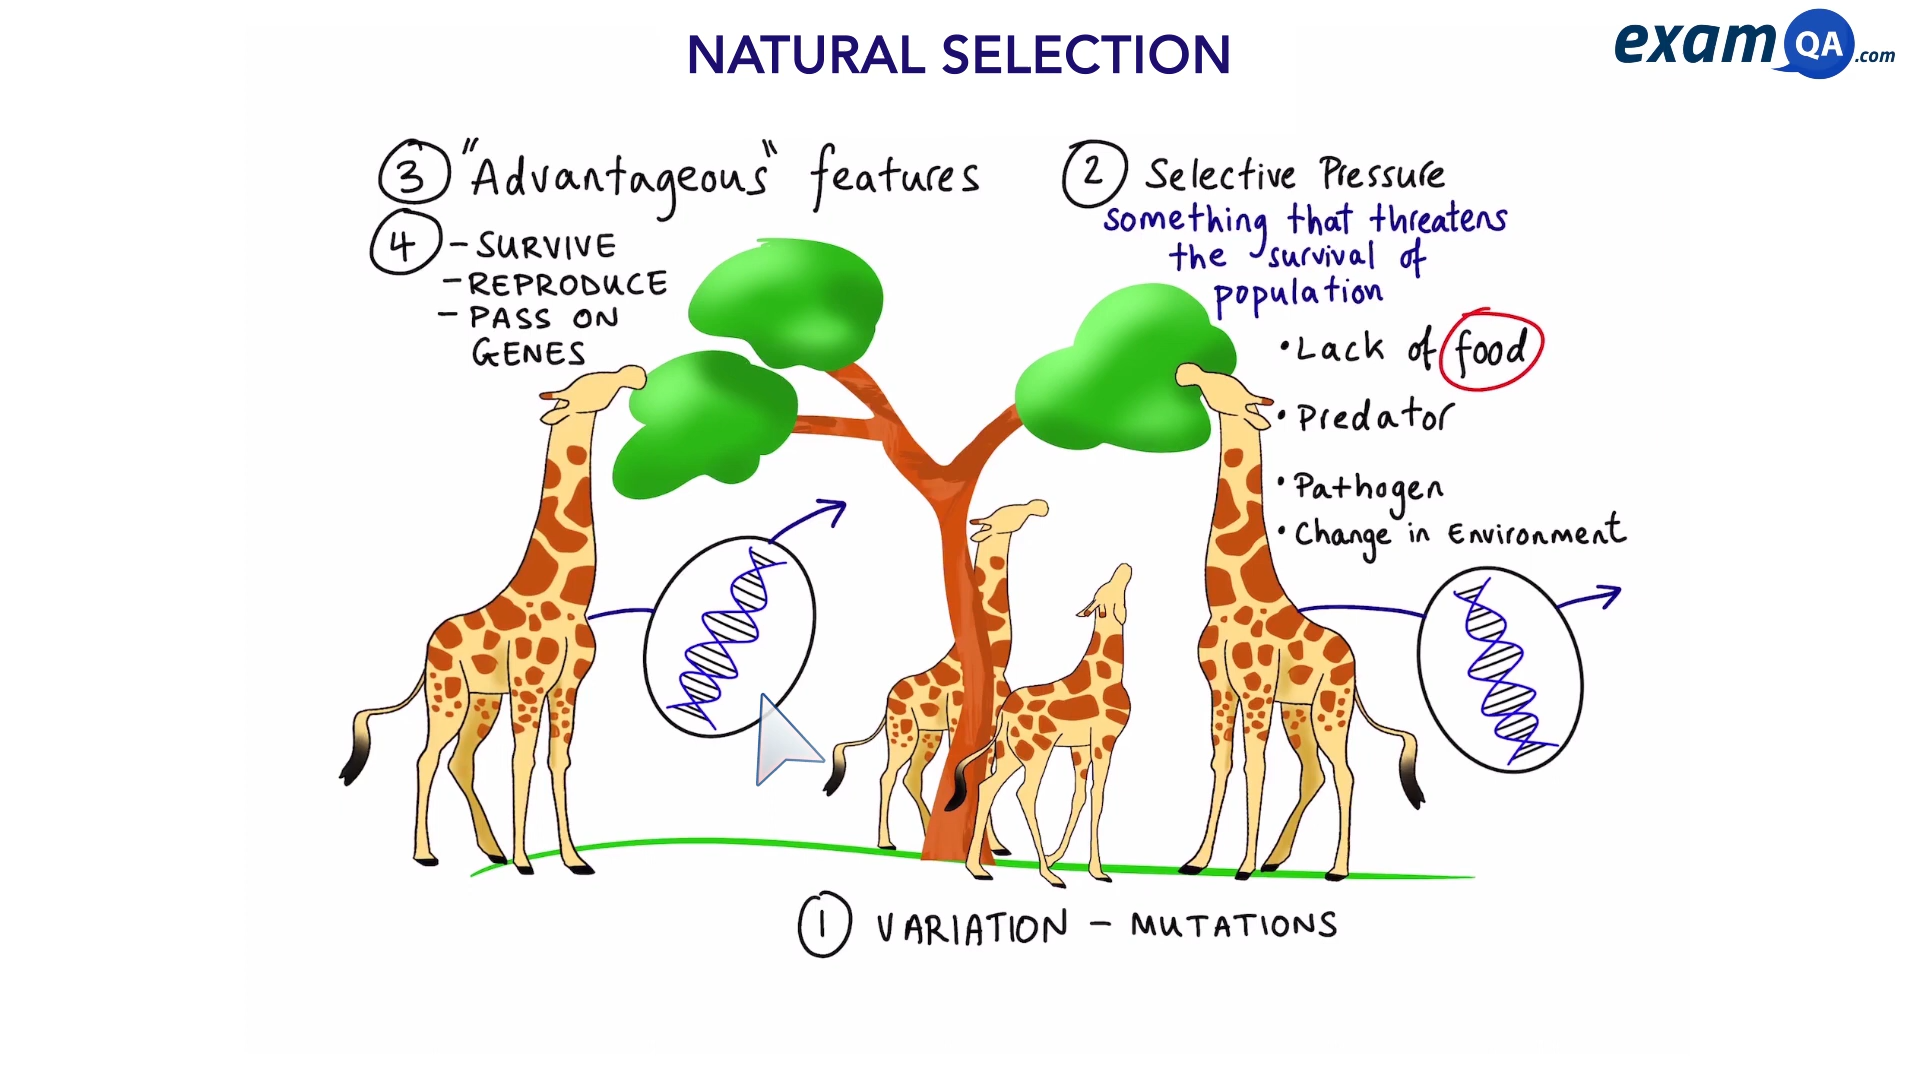 NATURAL SELECTION
examQA.com
③ "Advantageous" features
④ - SURVIVE
- REPRODUCE
- PASS ON
GENES
② Selective Pressure
something that threatens
the survival of
population
• Lack of food
• Predator
• Pathogen
• Change in Environment
① VARIATION - MUTATIONS